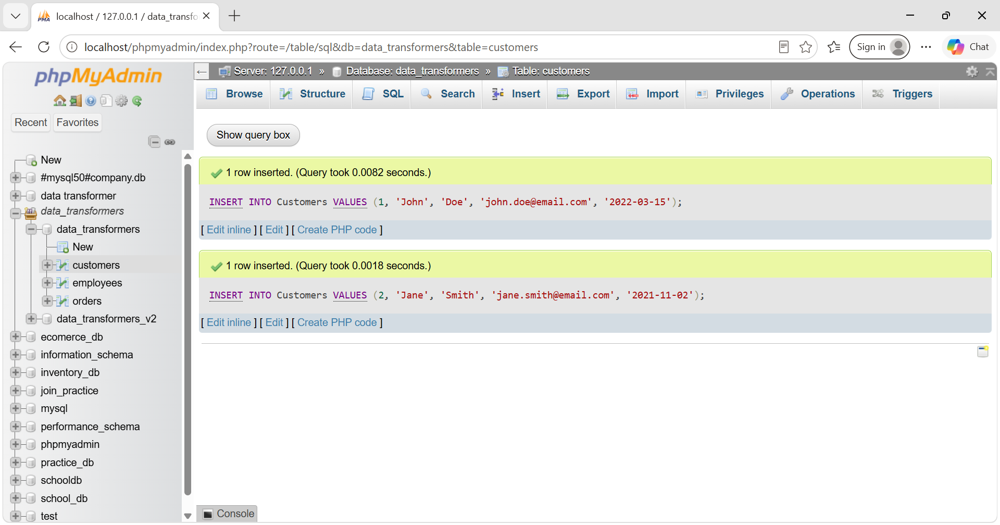 localhost / 127.0.0.1 / data_transfo
localhost/phpmyadmin/index.php?route=/table/sql&db=data_transformers&table=customers
Sign in
Chat
phpMyAdmin
Recent
Favorites
New
#mysql50#company.db
data transformer
data_transformers
data_transformers
New
customers
employees
orders
data_transformers_v2
ecomerce_db
information_schema
inventory_db
join_practice
mysql
performance_schema
phpmyadmin
practice_db
schooldb
school_db
test
Server: 127.0.0.1 » Database: data_transformers » Table: customers
Browse Structure SQL Search Insert Export Import Privileges Operations Triggers
Show query box
1 row inserted. (Query took 0.0082 seconds.)
INSERT INTO Customers VALUES (1, 'John', 'Doe', 'john.doe@email.com', '2022-03-15');
[ Edit inline ] [ Edit ] [ Create PHP code ]
1 row inserted. (Query took 0.0018 seconds.)
INSERT INTO Customers VALUES (2, 'Jane', 'Smith', 'jane.smith@email.com', '2021-11-02');
[ Edit inline ] [ Edit ] [ Create PHP code ]
Console